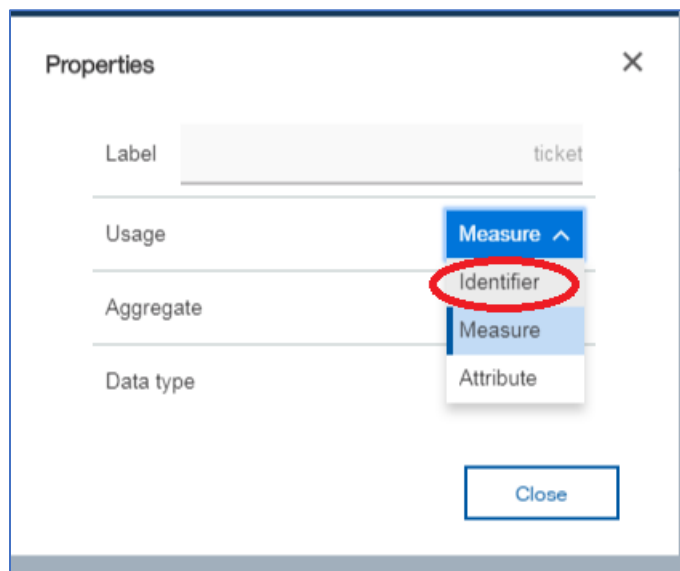 Properties
Label ticket
Usage Measure
Identifier
Aggregate
Measure
Data type Attribute
Close